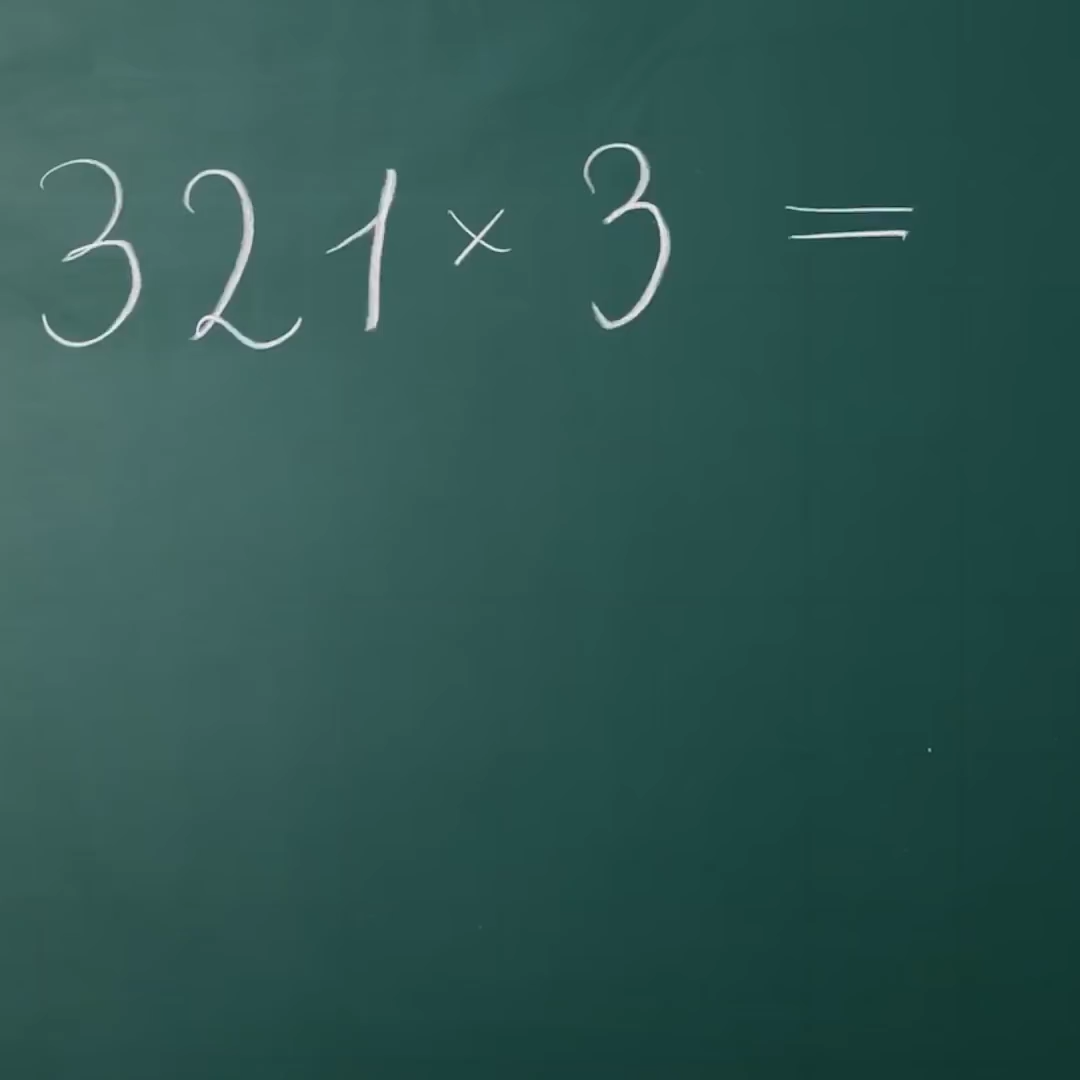 321 × 3 =